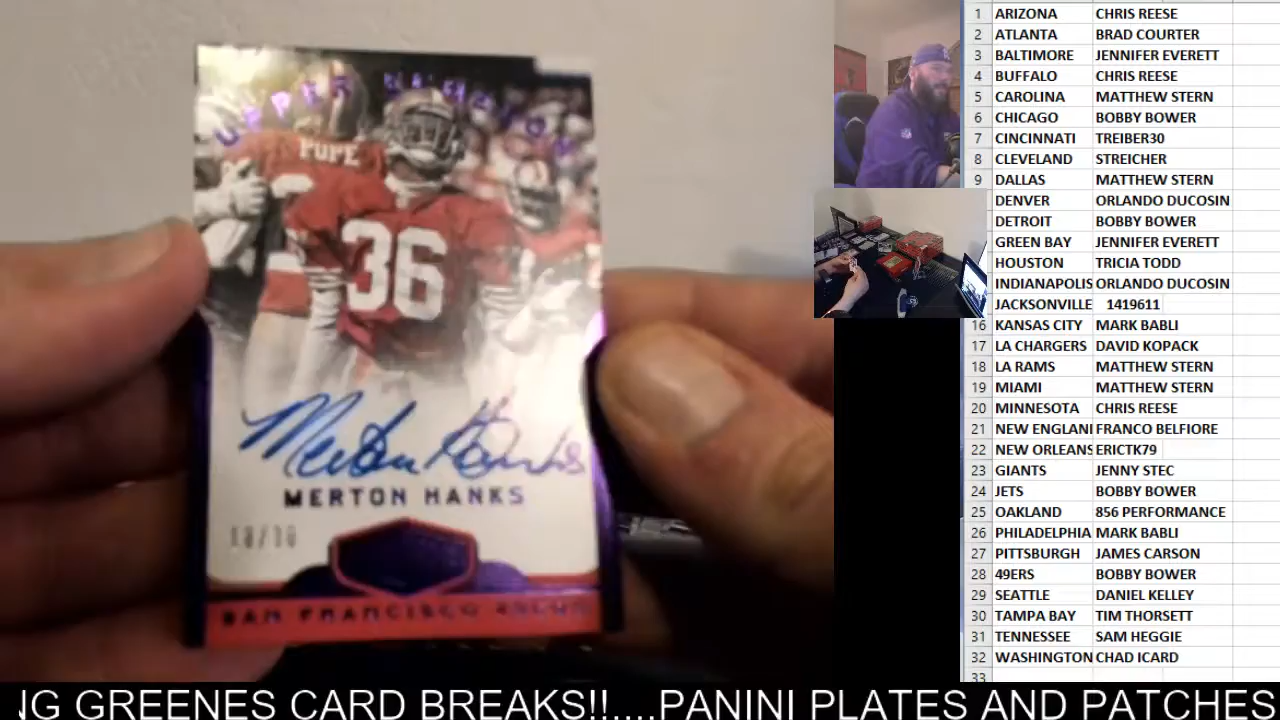 UPPER
POPE
36
Merton Hanks
MERTON HANKS
SAN FRANCISCO 49ERS
1 ARIZONA CHRIS REESE
2 ATLANTA BRAD COURTER
3 BALTIMORE JENNIFER EVERETT
4 BUFFALO CHRIS REESE
5 CAROLINA MATTHEW STERN
6 CHICAGO BOBBY BOWER
7 CINCINNATI TREIBER30
8 CLEVELAND STREICHER
9 DALLAS MATTHEW STERN
DENVER ORLANDO DUCOSIN
DETROIT BOBBY BOWER
GREEN BAY JENNIFER EVERETT
HOUSTON TRICIA TODD
INDIANAPOLIS ORLANDO DUCOSIN
JACKSONVILLE 1419611
16 KANSAS CITY MARK BABLI
17 LA CHARGERS DAVID KOPACK
18 LA RAMS MATTHEW STERN
19 MIAMI MATTHEW STERN
20 MINNESOTA CHRIS REESE
21 NEW ENGLAN FRANCO BELFIORE
22 NEW ORLEANS ERICTK79
23 GIANTS JENNY STEC
24 JETS BOBBY BOWER
25 OAKLAND 856 PERFORMANCE
26 PHILADELPHIA MARK BABLI
27 PITTSBURGH JAMES CARSON
28 49ERS BOBBY BOWER
29 SEATTLE DANIEL KELLEY
30 TAMPA BAY TIM THORSETT
31 TENNESSEE SAM HEGGIE
32 WASHINGTON CHAD ICARD
33
NG GREENES CARD BREAKS!!....PANINI PLATES AND PATCHES